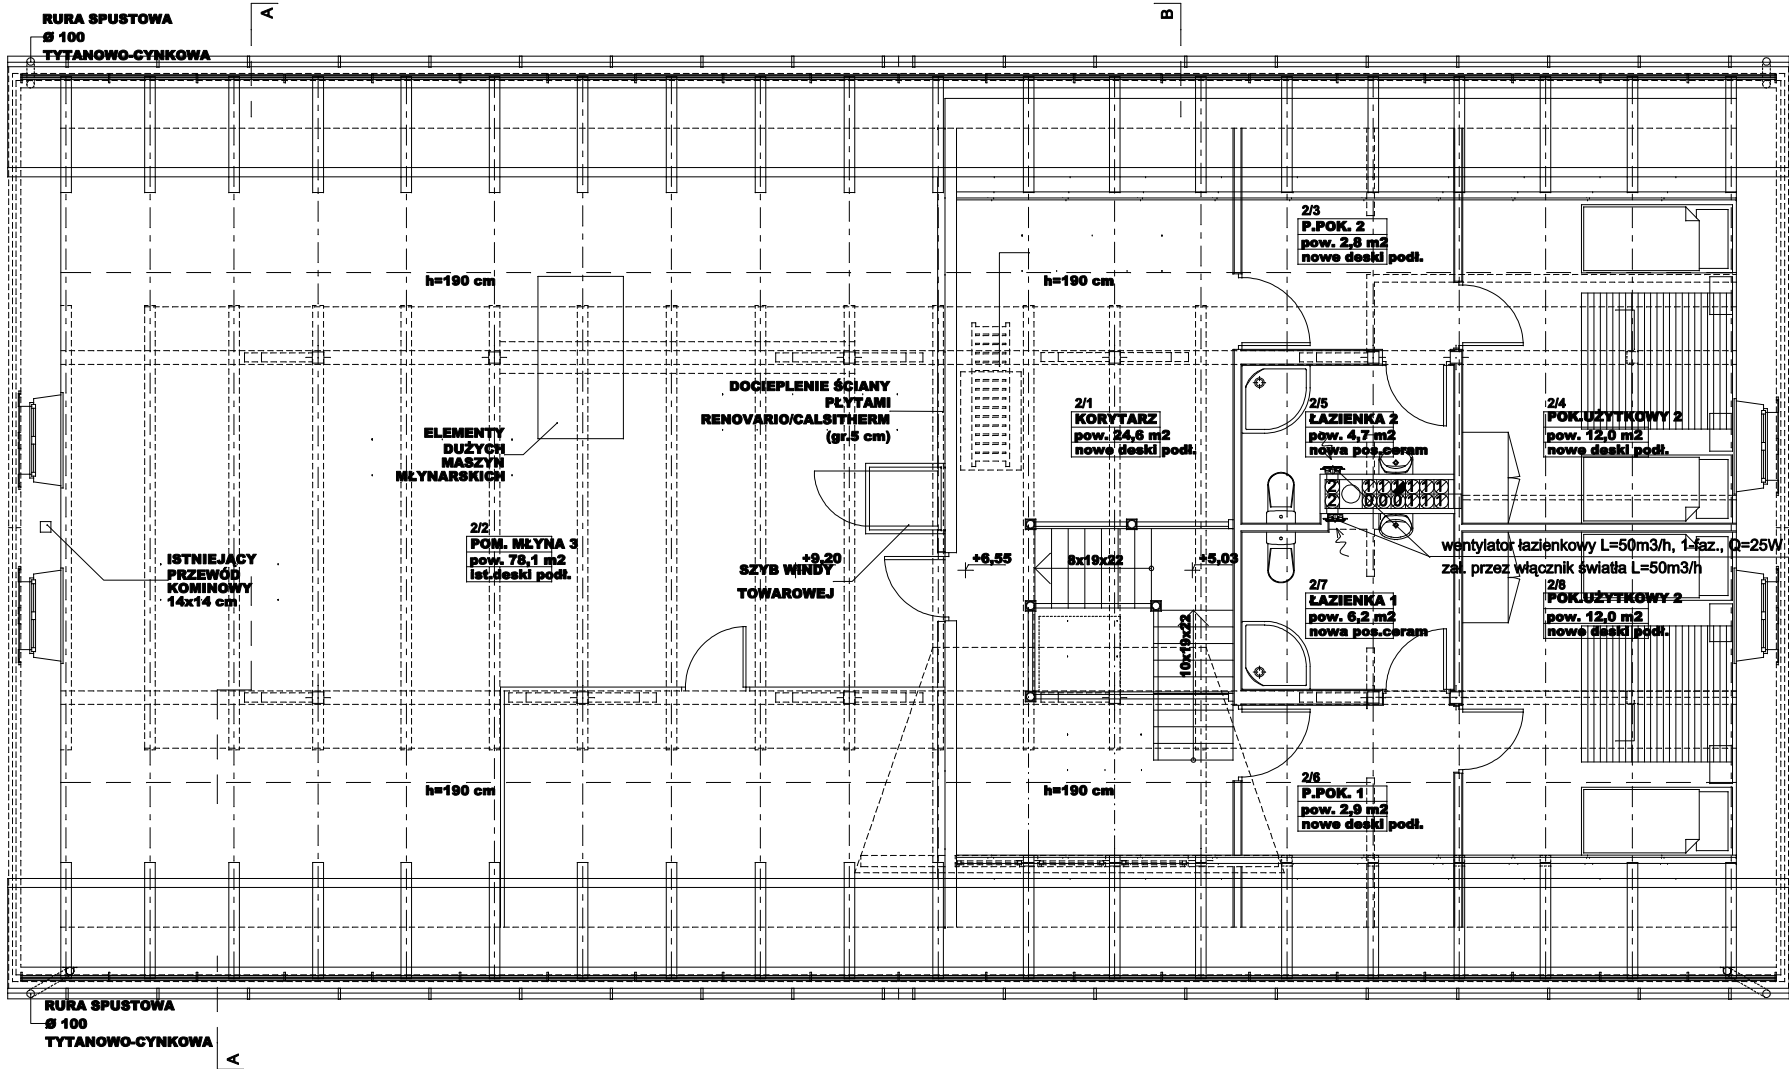 RURA SPUSTOWA
Ø 100
TYTANOWO-CYNKOWA
A
B
2/3
P.POK. 2
pow. 2,8 m2
nowe deski podł.
h=190 cm
h=190 cm
DOCIEPLENIE ŚCIANY
PŁYTAMI
RENOVARIO/CALSITHERM
(gr.5 cm)
ELEMENTY
DUŻYCH
MASZYN
MŁYNARSKICH
2/1
KORYTARZ
pow. 24,6 m2
nowe deski podł.
2/5
ŁAZIENKA 2
pow. 4,7 m2
nowa pos.ceram
2/4
POK.UŻYTKOWY 2
pow. 12,0 m2
nowe deski podł.
2/2
POM. MŁYNA 3
pow. 78,1 m2
ist.deski podł.
ISTNIEJĄCY
PRZEWÓD
KOMINOWY
14x14 cm
+9,20
SZYB WINDY
TOWAROWEJ
+6,55
8x19x22
+5,03
10x19x22
wentylator łazienkowy L=50m3/h, 1-faz., Q=25W
zał. przez włącznik światła L=50m3/h
2/7
ŁAZIENKA 1
pow. 6,2 m2
nowa pos.ceram
2/8
POK.UŻYTKOWY 2
pow. 12,0 m2
nowe deski podł.
h=190 cm
h=190 cm
2/6
P.POK. 1
pow. 2,9 m2
nowe deski podł.
RURA SPUSTOWA
Ø 100
TYTANOWO-CYNKOWA
A